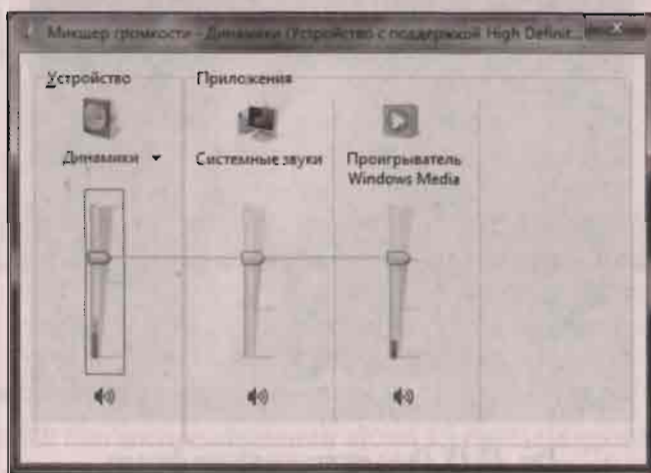 Микшер громкости - Динамики (Устройство с поддержкой High Definit...
Устройство
Приложения
Динамики
Системные звуки
Проигрыватель
Windows Media